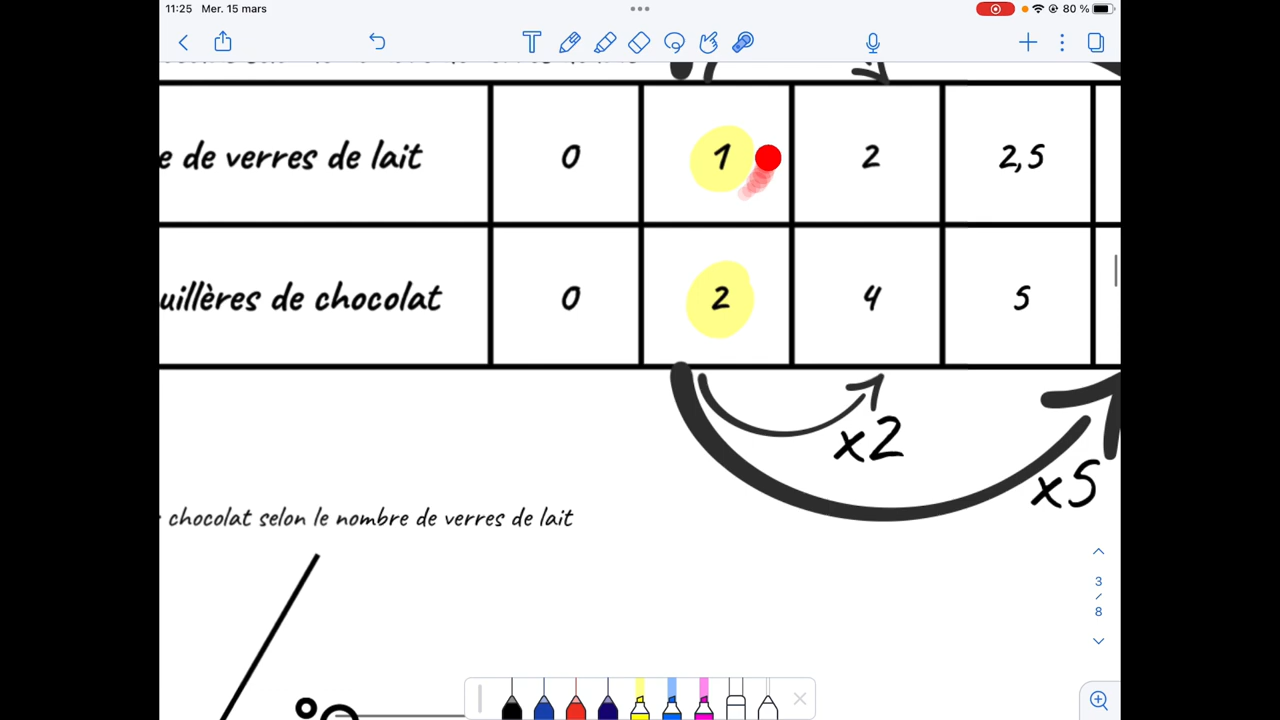 11:25 Mer. 15 mars
80 %
e de verres de lait 0 1 2 2,5
uillères de chocolat 0 2 4 5
x2
x5
chocolat selon le nombre de verres de lait
3
/
8